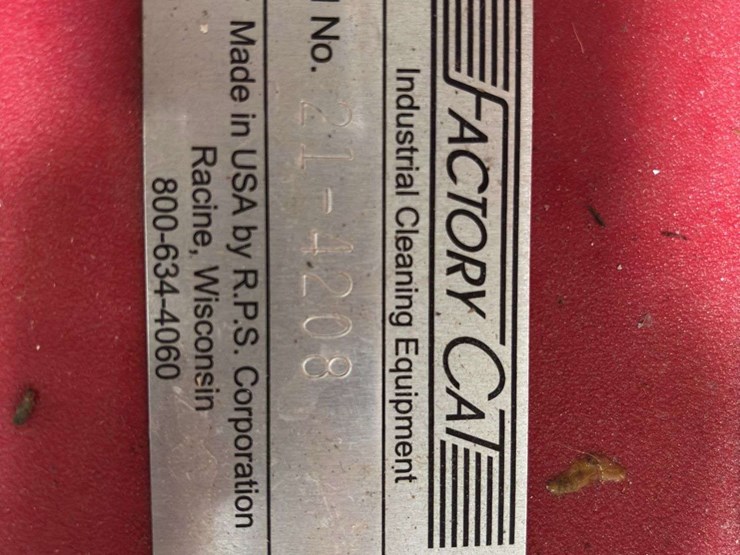 FACTORY CAT
Industrial Cleaning Equipment
No. 21-4208
Made in USA by R.P.S. Corporation
Racine, Wisconsin
800-634-4060